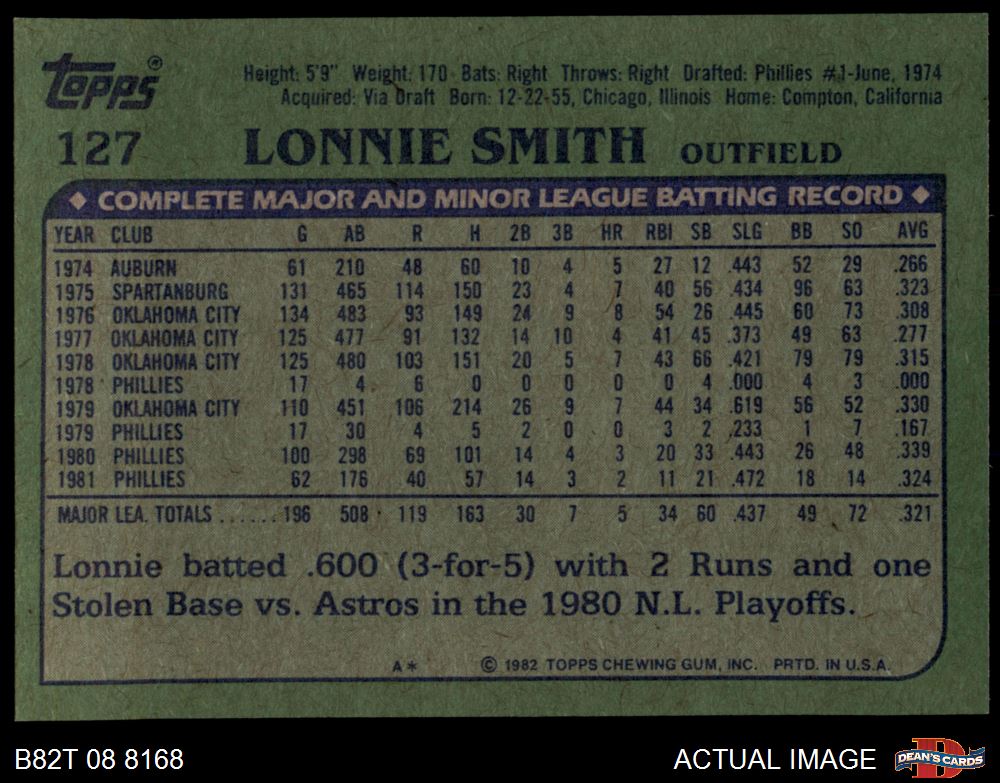 Topps®
Height: 5'9" Weight: 170 Bats: Right Throws: Right Drafted: Phillies #1-June, 1974
Acquired: Via Draft Born: 12-22-55, Chicago, Illinois Home: Compton, California
127 LONNIE SMITH OUTFIELD
◆ COMPLETE MAJOR AND MINOR LEAGUE BATTING RECORD ◆
YEAR CLUB G AB R H 2B 3B HR RBI SB SLG BB SO AVG
1974 AUBURN 61 210 48 60 10 4 5 27 12 .443 52 29 .266
1975 SPARTANBURG 131 465 114 150 23 4 7 40 56 .434 96 63 .323
1976 OKLAHOMA CITY 134 483 93 149 24 9 8 54 26 .445 60 73 .308
1977 OKLAHOMA CITY 125 477 91 132 14 10 4 41 45 .373 49 63 .277
1978 OKLAHOMA CITY 125 480 103 151 20 5 7 43 66 .421 79 79 .315
1978 PHILLIES 17 4 6 0 0 0 0 0 4 .000 4 3 .000
1979 OKLAHOMA CITY 110 451 106 214 26 9 7 44 34 .619 56 52 .330
1979 PHILLIES 17 30 4 5 2 0 0 3 2 .233 1 7 .167
1980 PHILLIES 100 298 69 101 14 4 3 20 33 .443 26 48 .339
1981 PHILLIES 62 176 40 57 14 3 2 11 21 .472 18 14 .324
MAJOR LEA. TOTALS ...... 196 508 119 163 30 7 5 34 60 .437 49 72 .321
Lonnie batted .600 (3-for-5) with 2 Runs and one
Stolen Base vs. Astros in the 1980 N.L. Playoffs.
A* © 1982 TOPPS CHEWING GUM, INC. PRTD. IN U.S.A.
B82T 08 8168 ACTUAL IMAGE D DEAN'S CARDS